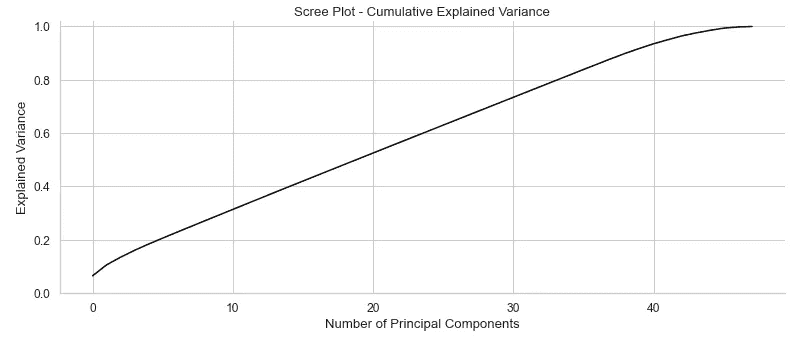 Scree Plot - Cumulative Explained Variance
1.0
0.8
0.6
0.4
0.2
0.0
Explained Variance
0 10 20 30 40
Number of Principal Components